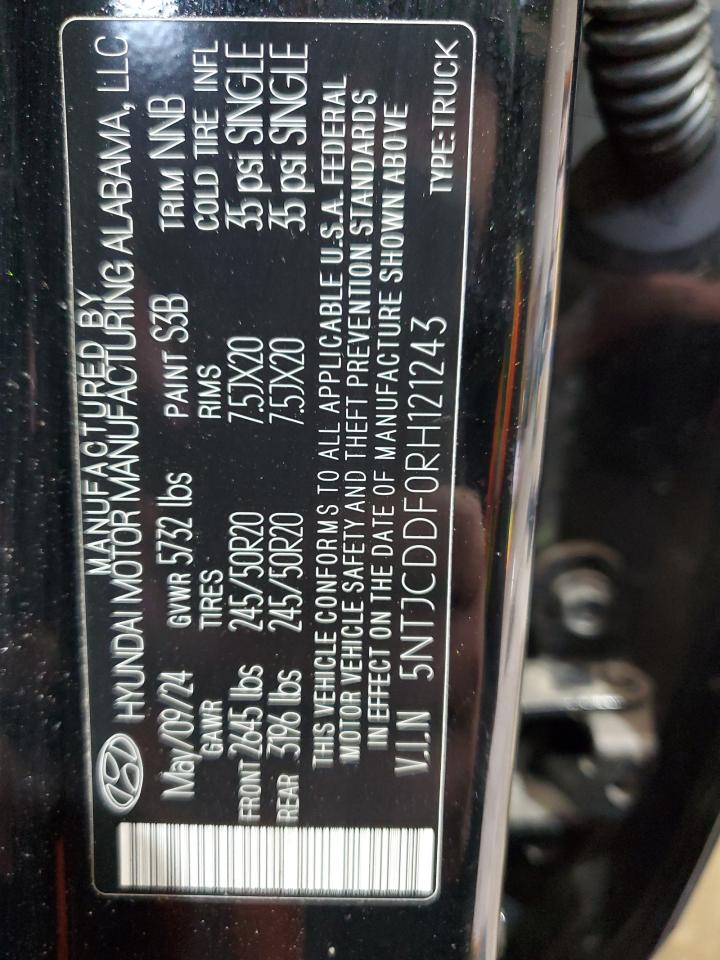 MANUFACTURED BY
HYUNDAI MOTOR MANUFACTURING ALABAMA, LLC
May/09/24 GVWR 5732 lbs PAINT S3B TRIM NNB
GAWR TIRES RIMS COLD TIRE INFL
FRONT 2645 lbs 245/50R20 7.5JX20 35 psi SINGLE
REAR 3196 lbs 245/50R20 7.5JX20 35 psi SINGLE
THIS VEHICLE CONFORMS TO ALL APPLICABLE U.S.A. FEDERAL
MOTOR VEHICLE SAFETY AND THEFT PREVENTION STANDARDS
IN EFFECT ON THE DATE OF MANUFACTURE SHOWN ABOVE
V.I.N 5NTJCDDF0RH121243 TYPE:TRUCK